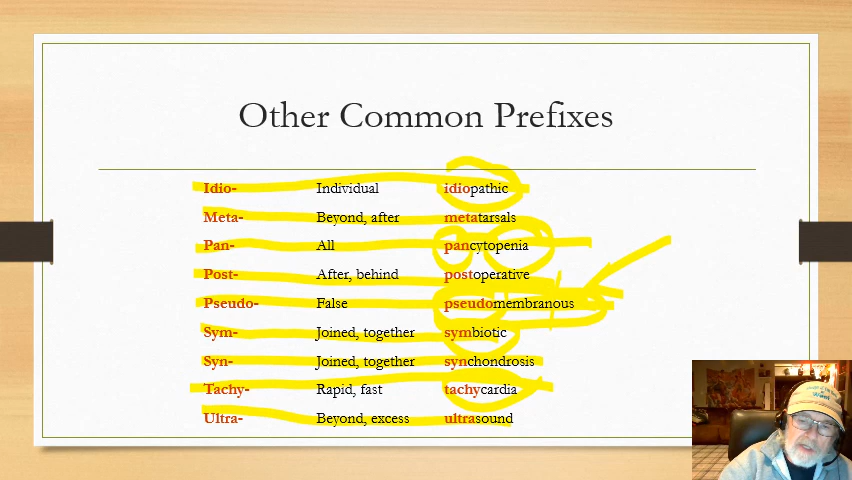 Other Common Prefixes
Idio- Individual idiopathic
Meta- Beyond, after metatarsals
Pan- All pancytopenia
Post- After, behind postoperative
Pseudo- False pseudomembranous
Sym- Joined, together symbiotic
Syn- Joined, together synchondrosis
Tachy- Rapid, fast tachycardia
Ultra- Beyond, excess ultrasound